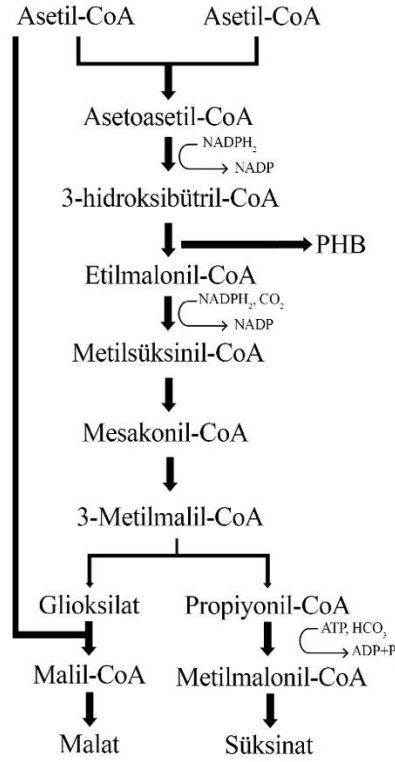 Asetil-CoA Asetil-CoA
Asetoasetil-CoA
NADPH₂
NADP
3-hidroksibütril-CoA
PHB
Etilmalonil-CoA
NADPH₂, CO₂
NADP
Metilsüksinil-CoA
Mesakonil-CoA
3-Metilmalil-CoA
Glioksilat Propiyonil-CoA
ATP, HCO₃
ADP+P
Malil-CoA Metilmalonil-CoA
Malat Süksinat